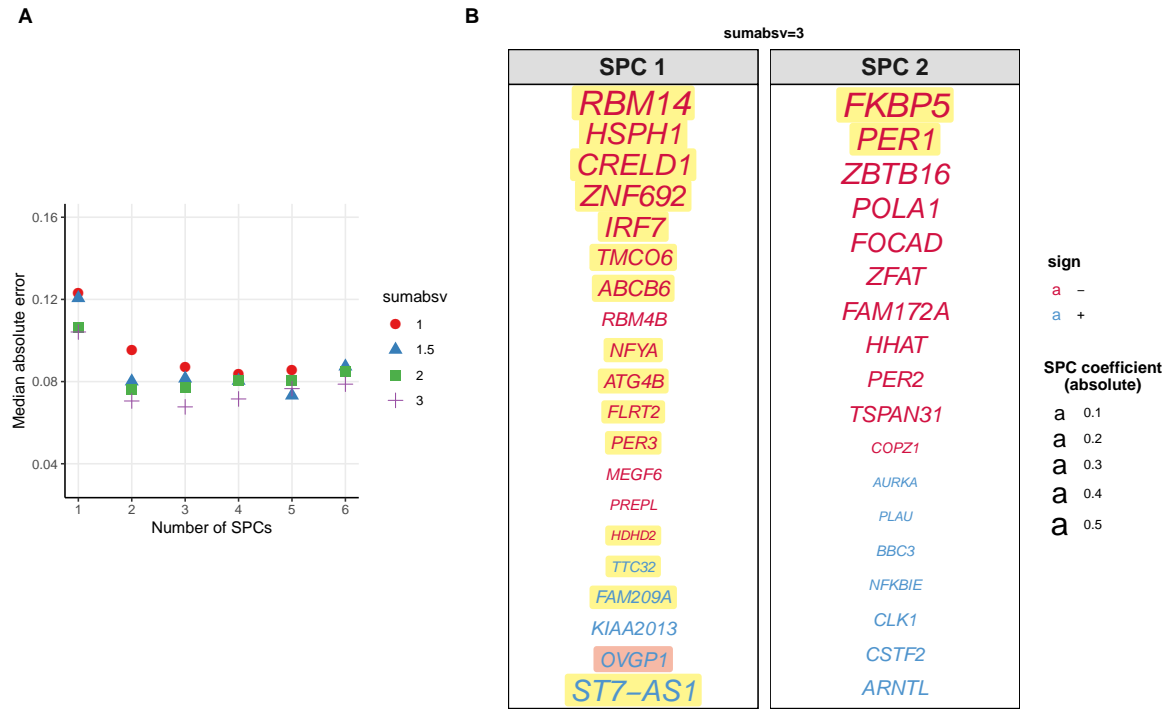 A
0.16
0.12
0.08
0.04
Median absolute error
1 2 3 4 5 6
Number of SPCs
sumabsv
1
1.5
2
3
B
sumabsv=3
SPC 1
RBM14
HSPH1
CRELD1
ZNF692
IRF7
TMCO6
ABCB6
RBM4B
NFYA
ATG4B
FLRT2
PER3
MEGF6
PREPL
HDHD2
TTC32
FAM209A
KIAA2013
OVGP1
ST7−AS1
SPC 2
FKBP5
PER1
ZBTB16
POLA1
FOCAD
ZFAT
FAM172A
HHAT
PER2
TSPAN31
COPZ1
AURKA
PLAU
BBC3
NFKBIE
CLK1
CSTF2
ARNTL
sign
a −
a +
SPC coefficient
(absolute)
a 0.1
a 0.2
a 0.3
a 0.4
a 0.5